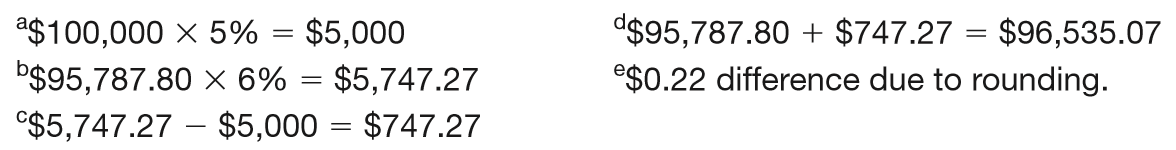 ᵃ$100,000 × 5% = $5,000
ᵇ$95,787.80 × 6% = $5,747.27
ᶜ$5,747.27 − $5,000 = $747.27
ᵈ$95,787.80 + $747.27 = $96,535.07
ᵉ$0.22 difference due to rounding.